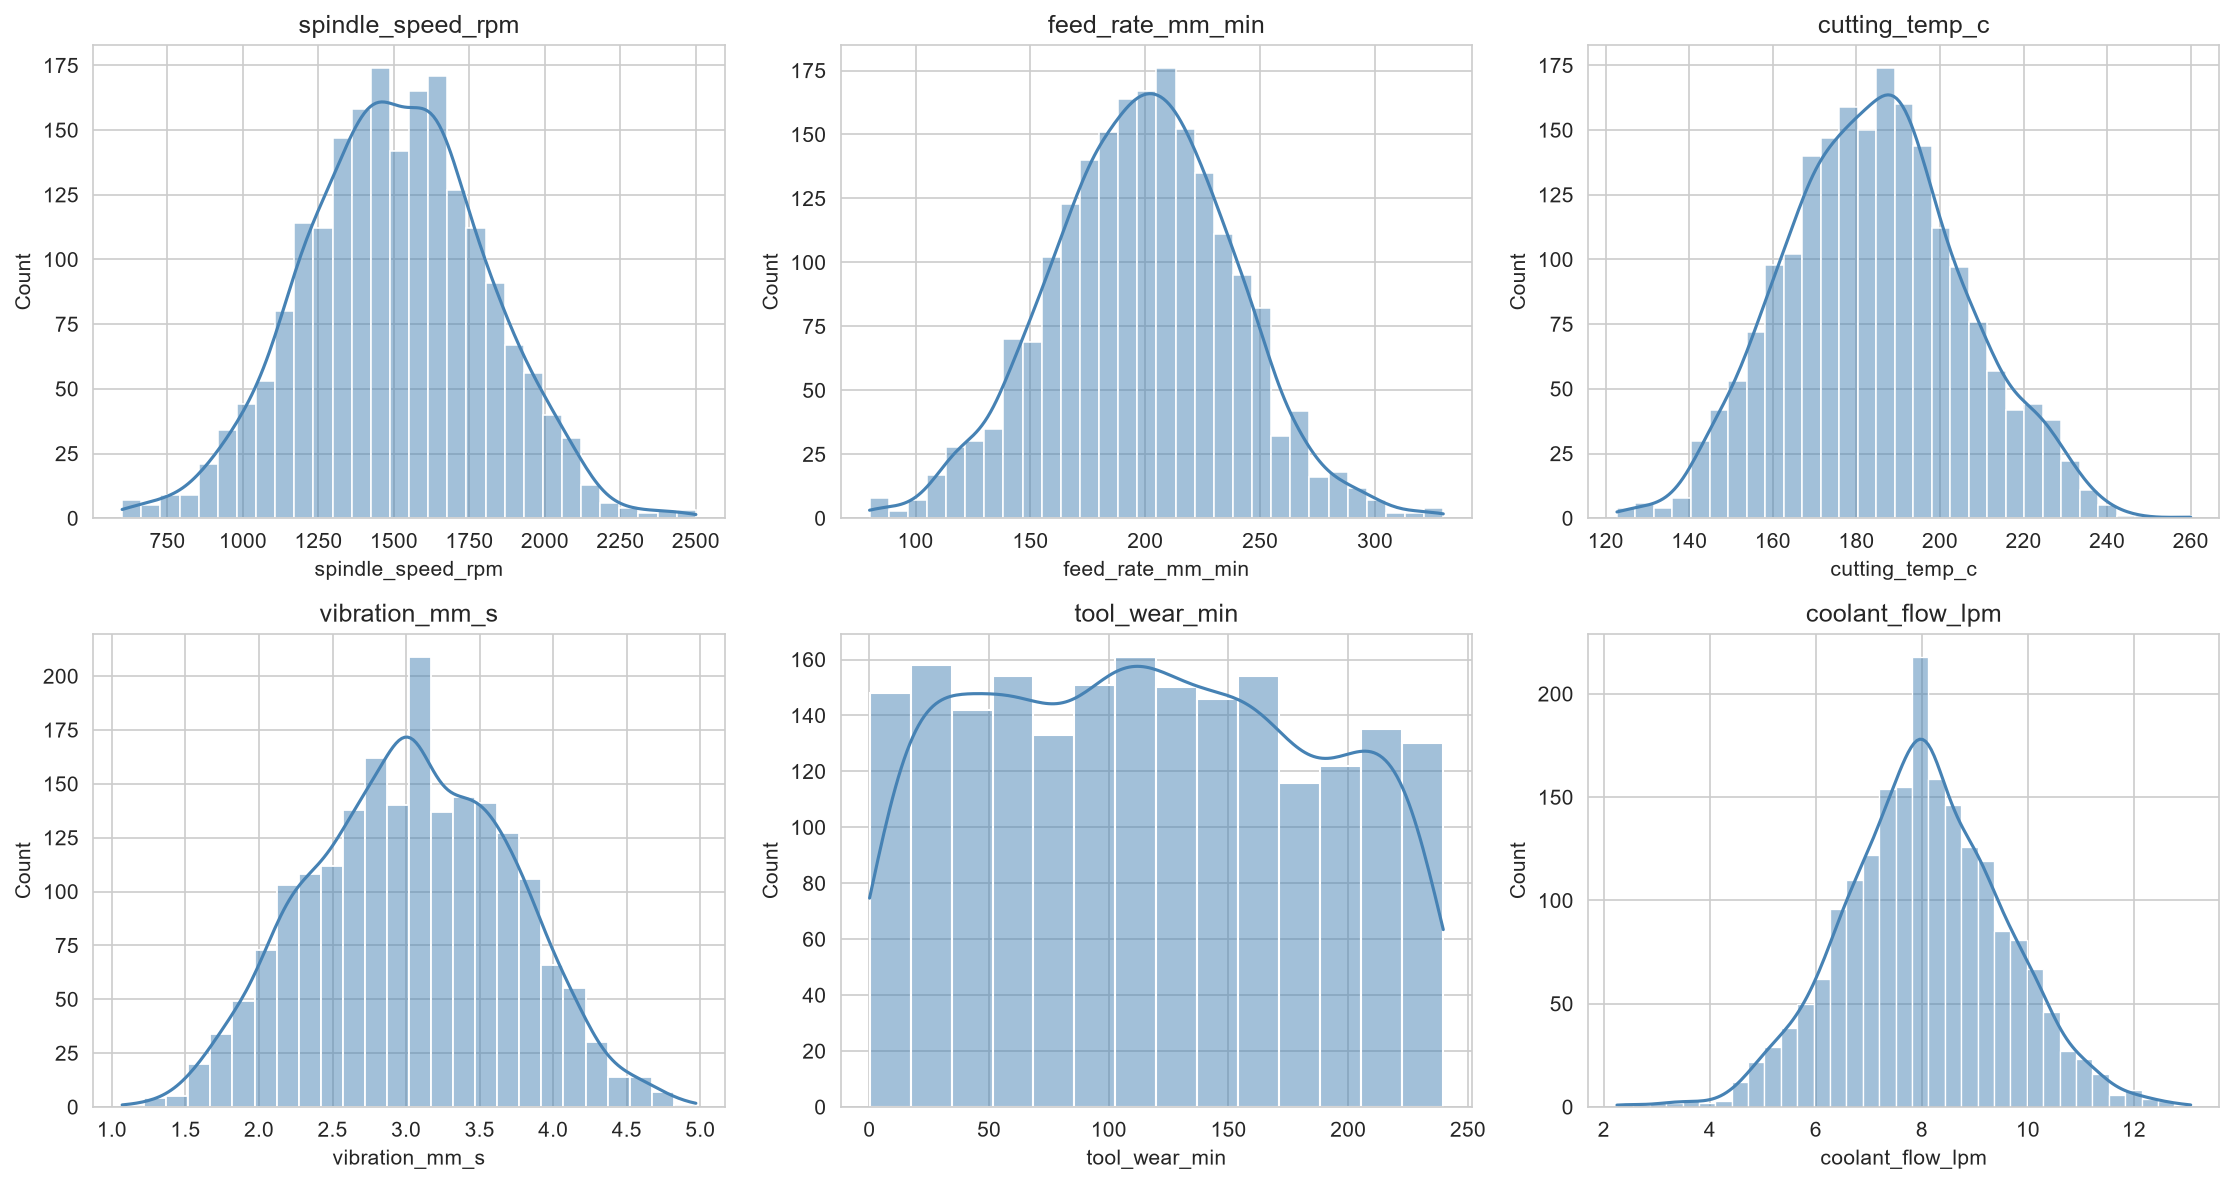 spindle_speed_rpm
175
150
125
100
75
50
25
0
Count
750 1000 1250 1500 1750 2000 2250 2500
spindle_speed_rpm
feed_rate_mm_min
175
150
125
100
75
50
25
0
Count
100 150 200 250 300
feed_rate_mm_min
cutting_temp_c
175
150
125
100
75
50
25
0
Count
120 140 160 180 200 220 240 260
cutting_temp_c
vibration_mm_s
200
175
150
125
100
75
50
25
0
Count
1.0 1.5 2.0 2.5 3.0 3.5 4.0 4.5 5.0
vibration_mm_s
tool_wear_min
160
140
120
100
80
60
40
20
0
Count
0 50 100 150 200 250
tool_wear_min
coolant_flow_lpm
200
150
100
50
0
Count
2 4 6 8 10 12
coolant_flow_lpm